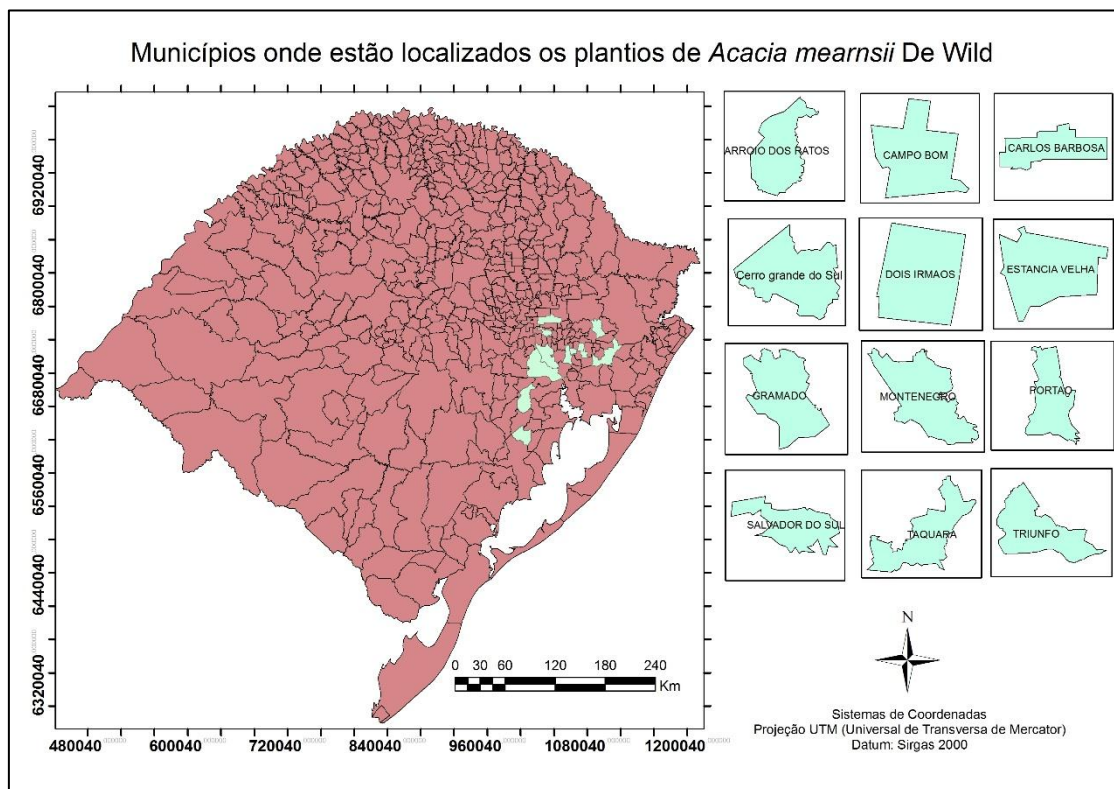 Municípios onde estão localizados os plantios de Acacia mearnsii De Wild
6920040
6800040
6680040
6560040
6440040
6320040
480040
600040
720040
840040
960040
1080040
1200040
0 30 60 120 180 240
Km
ARROIO DOS RATOS
CAMPO BOM
CARLOS BARBOSA
Cerro grande do Sul
DOIS IRMAOS
ESTANCIA VELHA
GRAMADO
MONTENEGRO
PORTAO
SALVADOR DO SUL
TAQUARA
TRIUNFO
N
Sistemas de Coordenadas
Projeção UTM (Universal de Transversa de Mercator)
Datum: Sirgas 2000